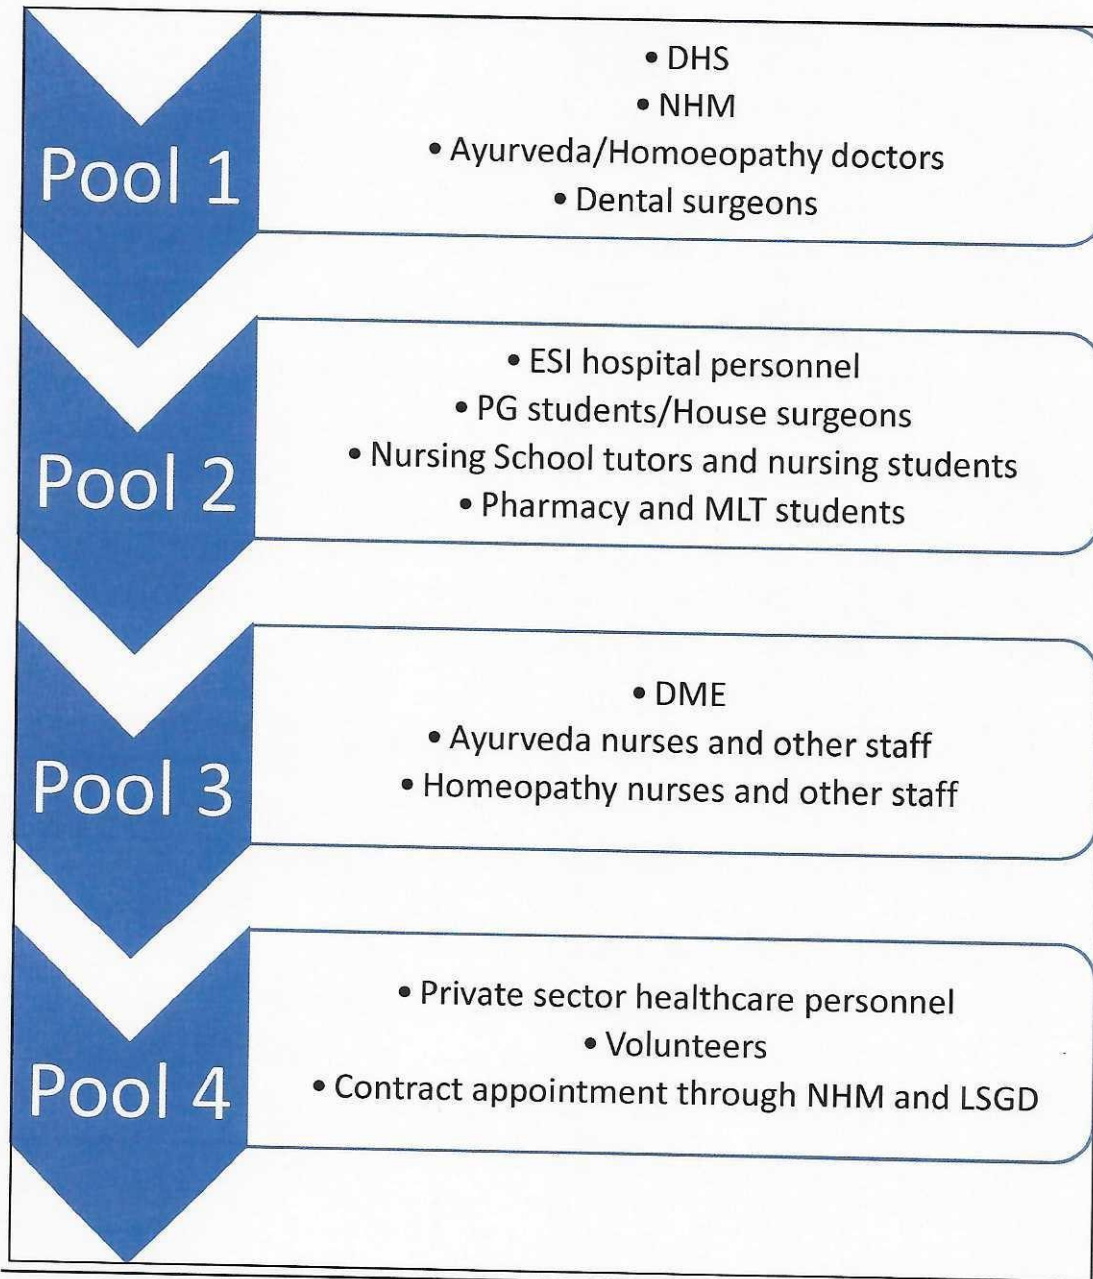 Pool 1
• DHS
• NHM
• Ayurveda/Homoeopathy doctors
• Dental surgeons
Pool 2
• ESI hospital personnel
• PG students/House surgeons
• Nursing School tutors and nursing students
• Pharmacy and MLT students
Pool 3
• DME
• Ayurveda nurses and other staff
• Homeopathy nurses and other staff
Pool 4
• Private sector healthcare personnel
• Volunteers
• Contract appointment through NHM and LSGD